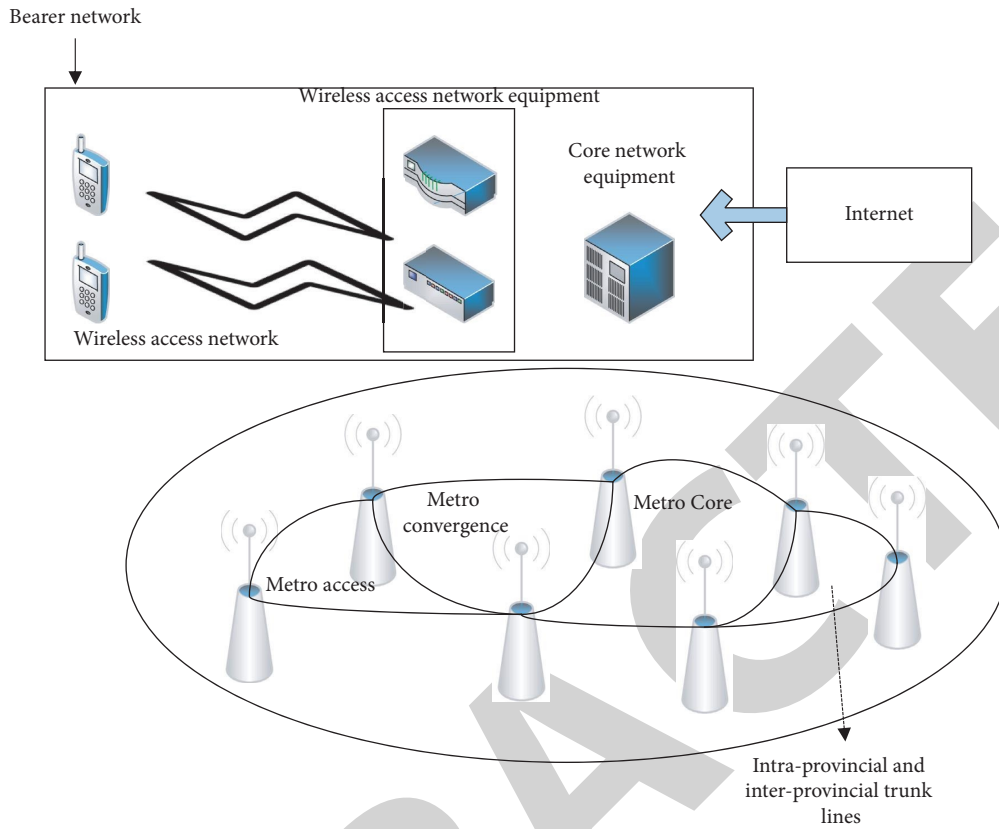 Bearer network
Wireless access network equipment
Core network
equipment
Internet
Wireless access network
Metro
convergence
Metro Core
Metro access
Intra-provincial and
inter-provincial trunk
lines